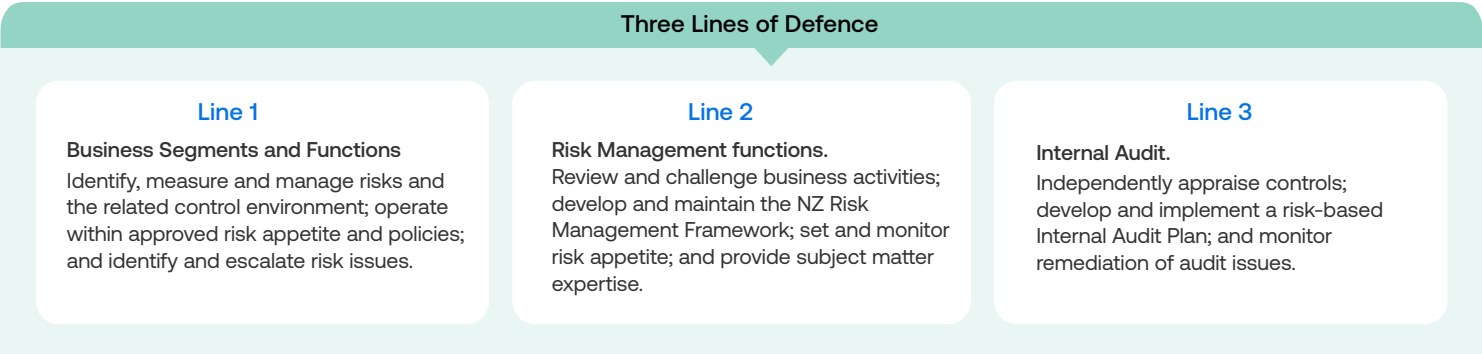 Three Lines of Defence
Line 1
Business Segments and Functions
Identify, measure and manage risks and
the related control environment; operate
within approved risk appetite and policies;
and identify and escalate risk issues.
Line 2
Risk Management functions.
Review and challenge business activities;
develop and maintain the NZ Risk
Management Framework; set and monitor
risk appetite; and provide subject matter
expertise.
Line 3
Internal Audit.
Independently appraise controls;
develop and implement a risk-based
Internal Audit Plan; and monitor
remediation of audit issues.